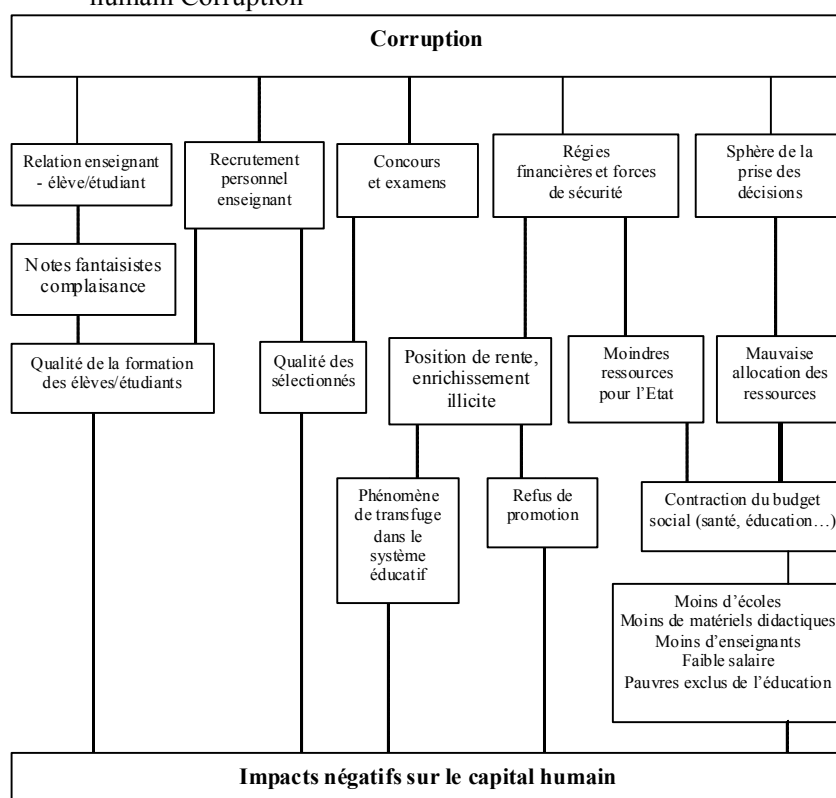 humain Corruption
Corruption
Relation enseignant
- élève/étudiant
Recrutement
personnel
enseignant
Concours
et examens
Régies
financières et forces
de sécurité
Sphère de la
prise des
décisions
Notes fantaisistes
complaisance
Qualité de la formation
des élèves/étudiants
Qualité des
sélectionnés
Position de rente,
enrichissement
illicite
Moindres
ressources
pour l'Etat
Mauvaise
allocation des
ressources
Phénomène
de transfuge
dans le
système
éducatif
Refus de
promotion
Contraction du budget
social (santé, éducation…)
Moins d'écoles
Moins de matériels didactiques
Moins d'enseignants
Faible salaire
Pauvres exclus de l'éducation
Impacts négatifs sur le capital humain